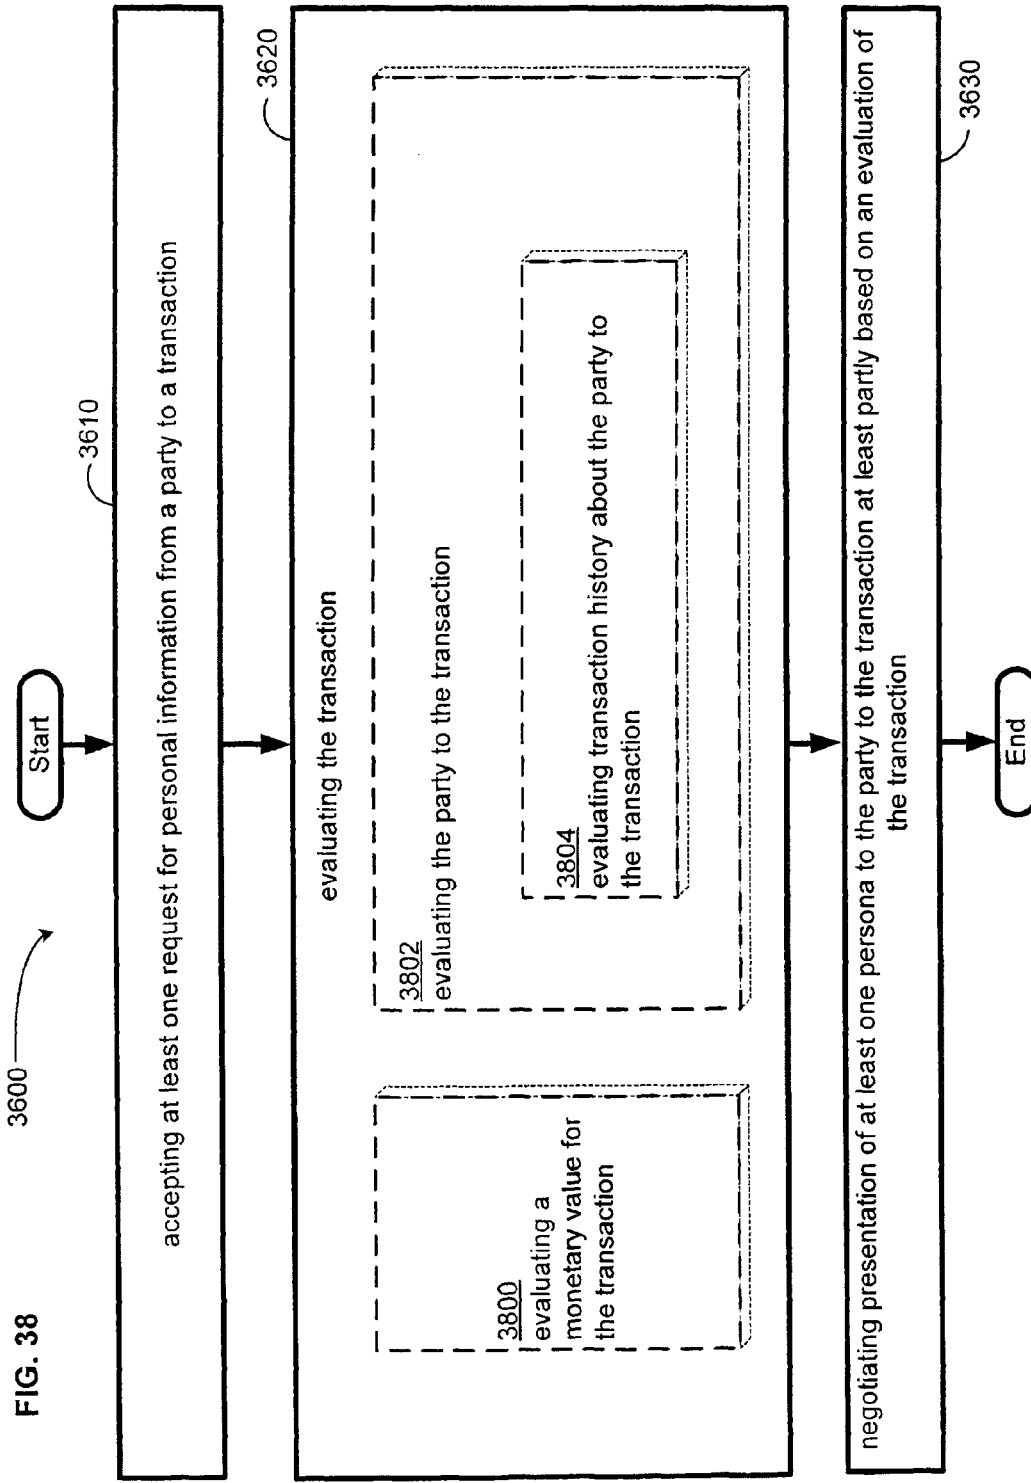 FIG. 38
3600
Start
3610
accepting at least one request for personal information from a party to a transaction
3620
evaluating the transaction
3800
evaluating a
monetary value for
the transaction
3802
evaluating the party to the transaction
3804
evaluating transaction history about the party to
the transaction
3630
negotiating presentation of at least one persona to the party to the transaction at least partly based on an evaluation of
the transaction
End